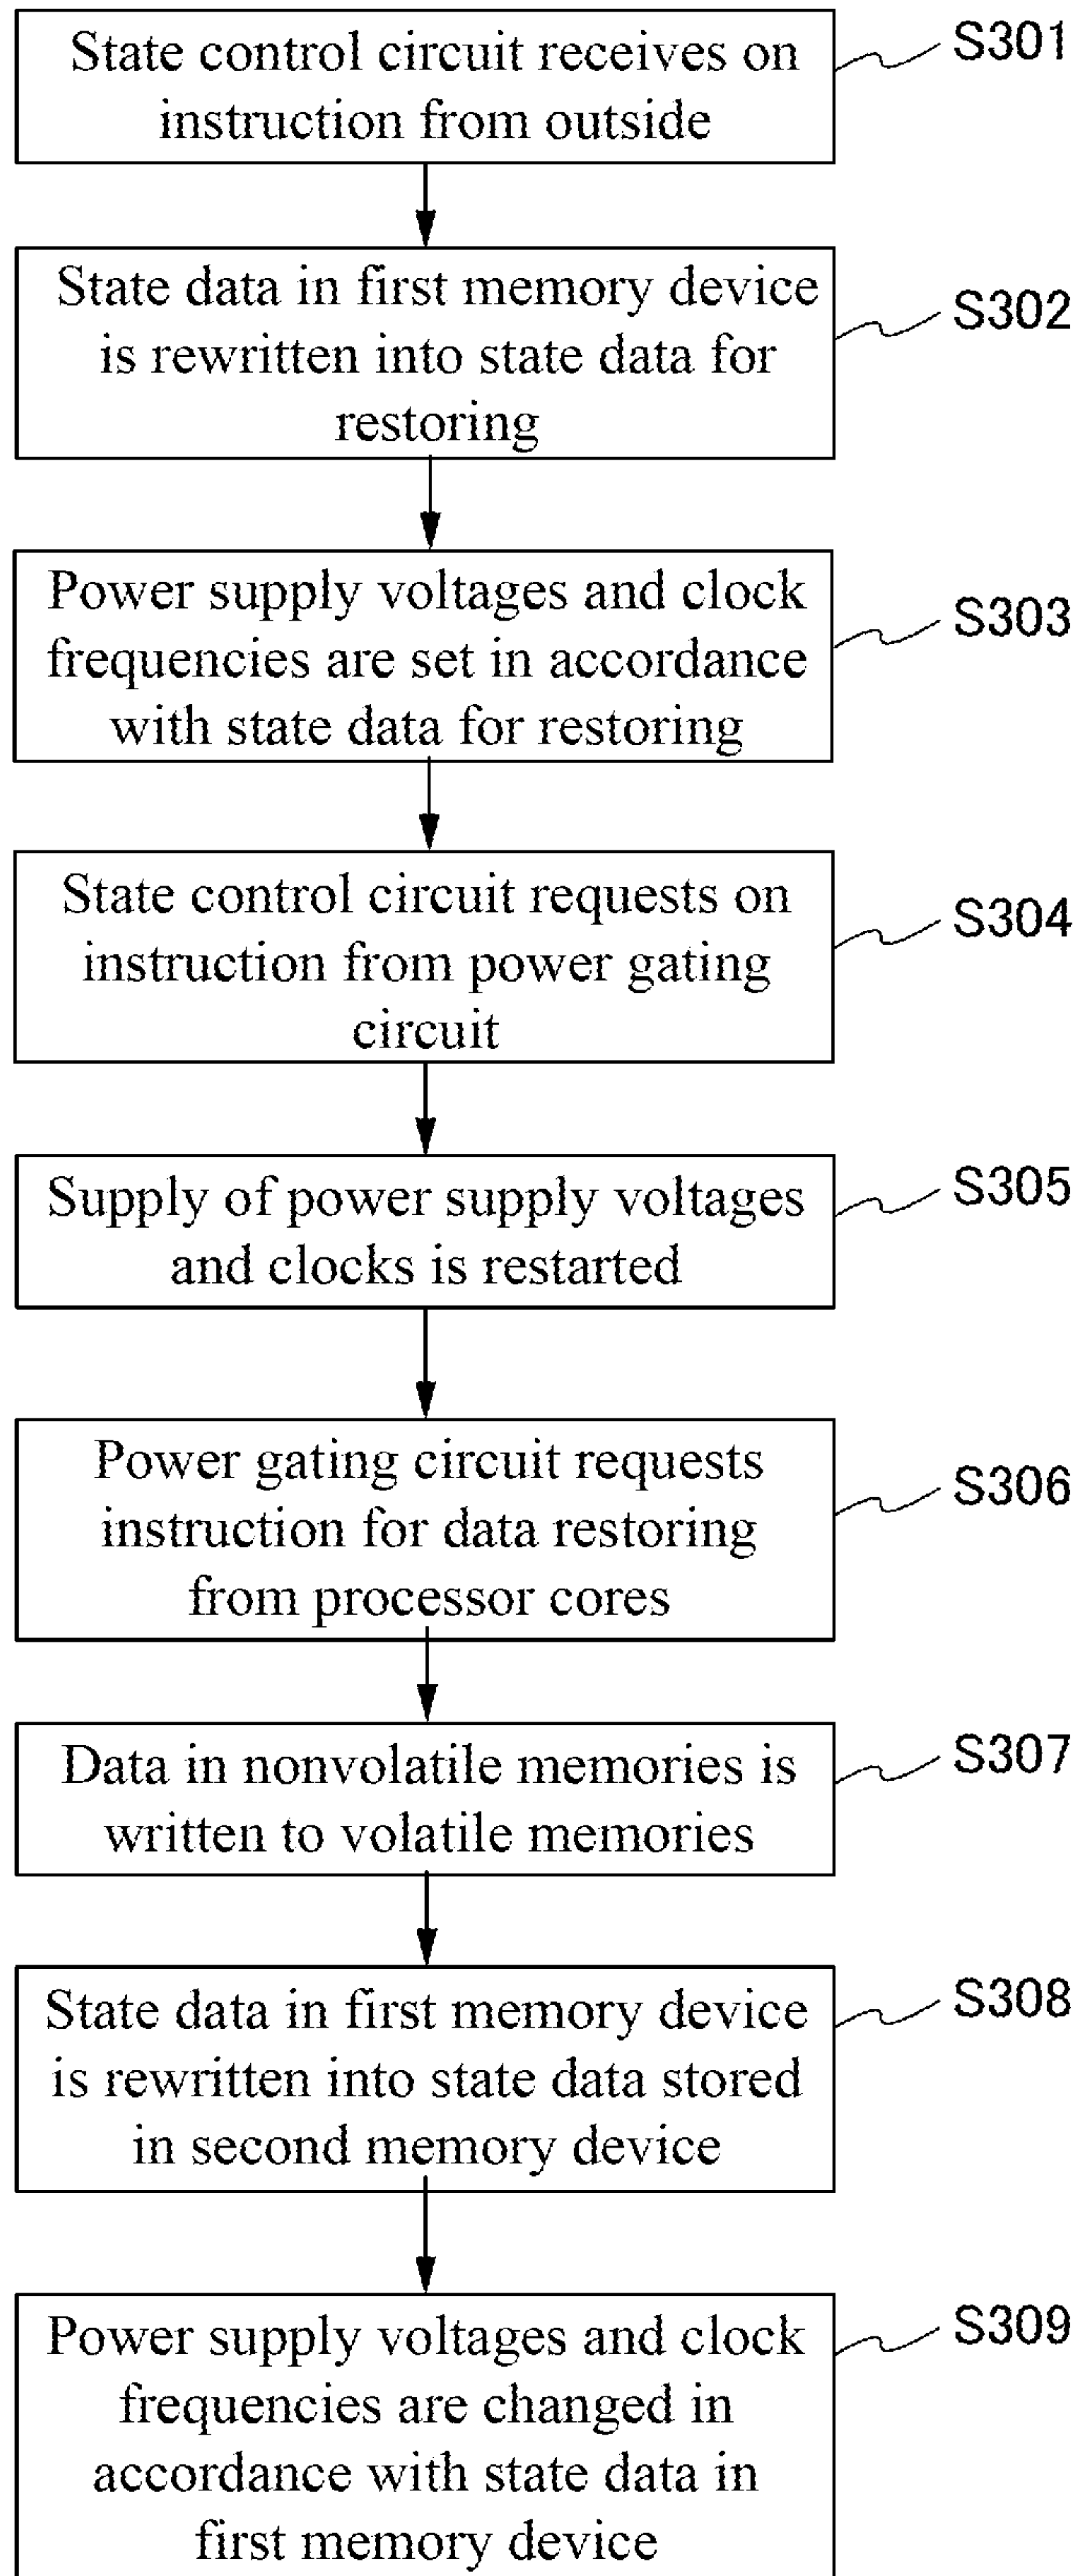 State control circuit receives on
instruction from outside
S301
State data in first memory device
is rewritten into state data for
restoring
S302
Power supply voltages and clock
frequencies are set in accordance
with state data for restoring
S303
State control circuit requests on
instruction from power gating
circuit
S304
Supply of power supply voltages
and clocks is restarted
S305
Power gating circuit requests
instruction for data restoring
from processor cores
S306
Data in nonvolatile memories is
written to volatile memories
S307
State data in first memory device
is rewritten into state data stored
in second memory device
S308
Power supply voltages and clock
frequencies are changed in
accordance with state data in
first memory device
S309